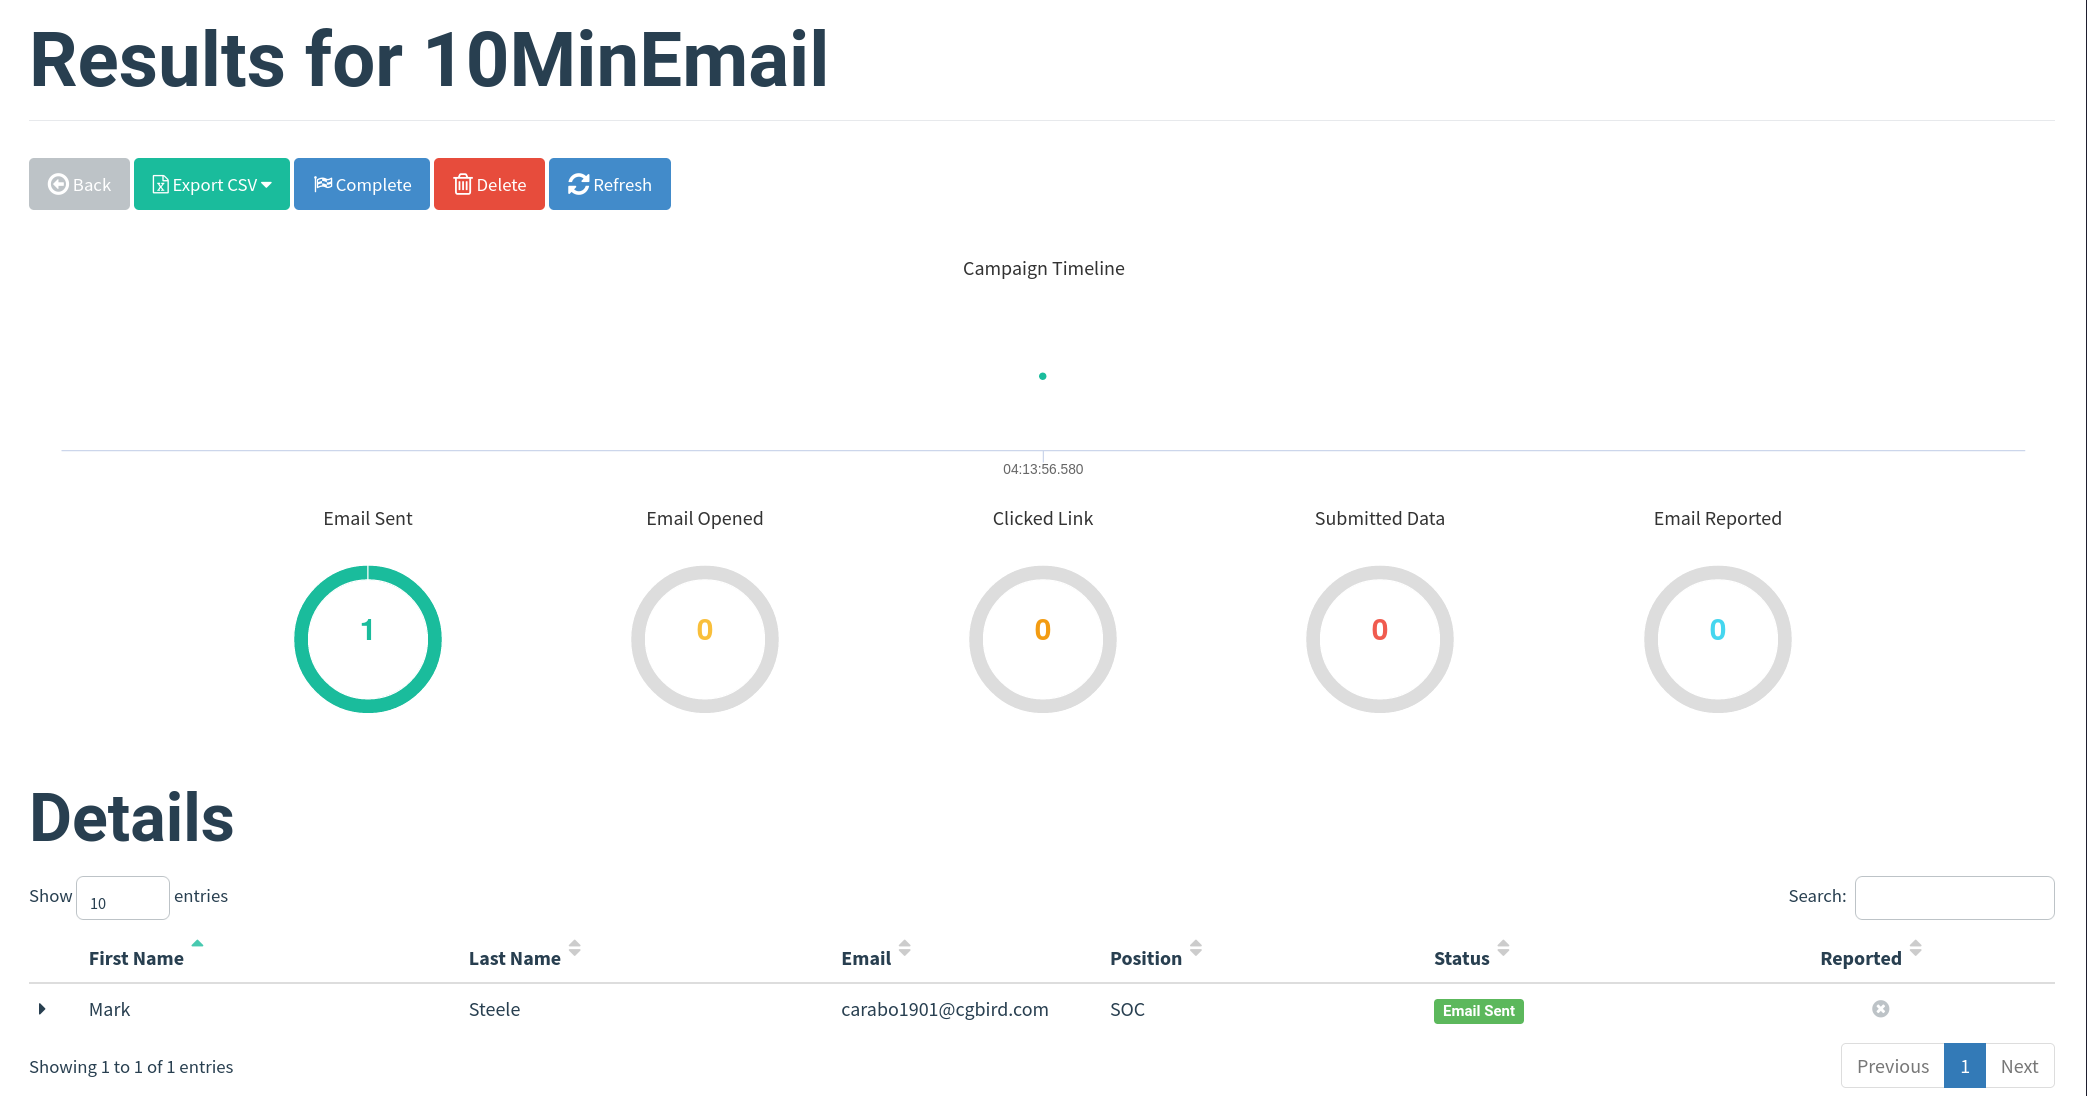 Results for 10MinEmail
Back Export CSV Complete Delete Refresh
Campaign Timeline
04:13:56.580
Email Sent Email Opened Clicked Link Submitted Data Email Reported
1 0 0 0 0
Details
Show 10 entries Search:
First Name Last Name Email Position Status Reported
Mark Steele carabo1901@cgbird.com SOC Email Sent
Showing 1 to 1 of 1 entries Previous 1 Next